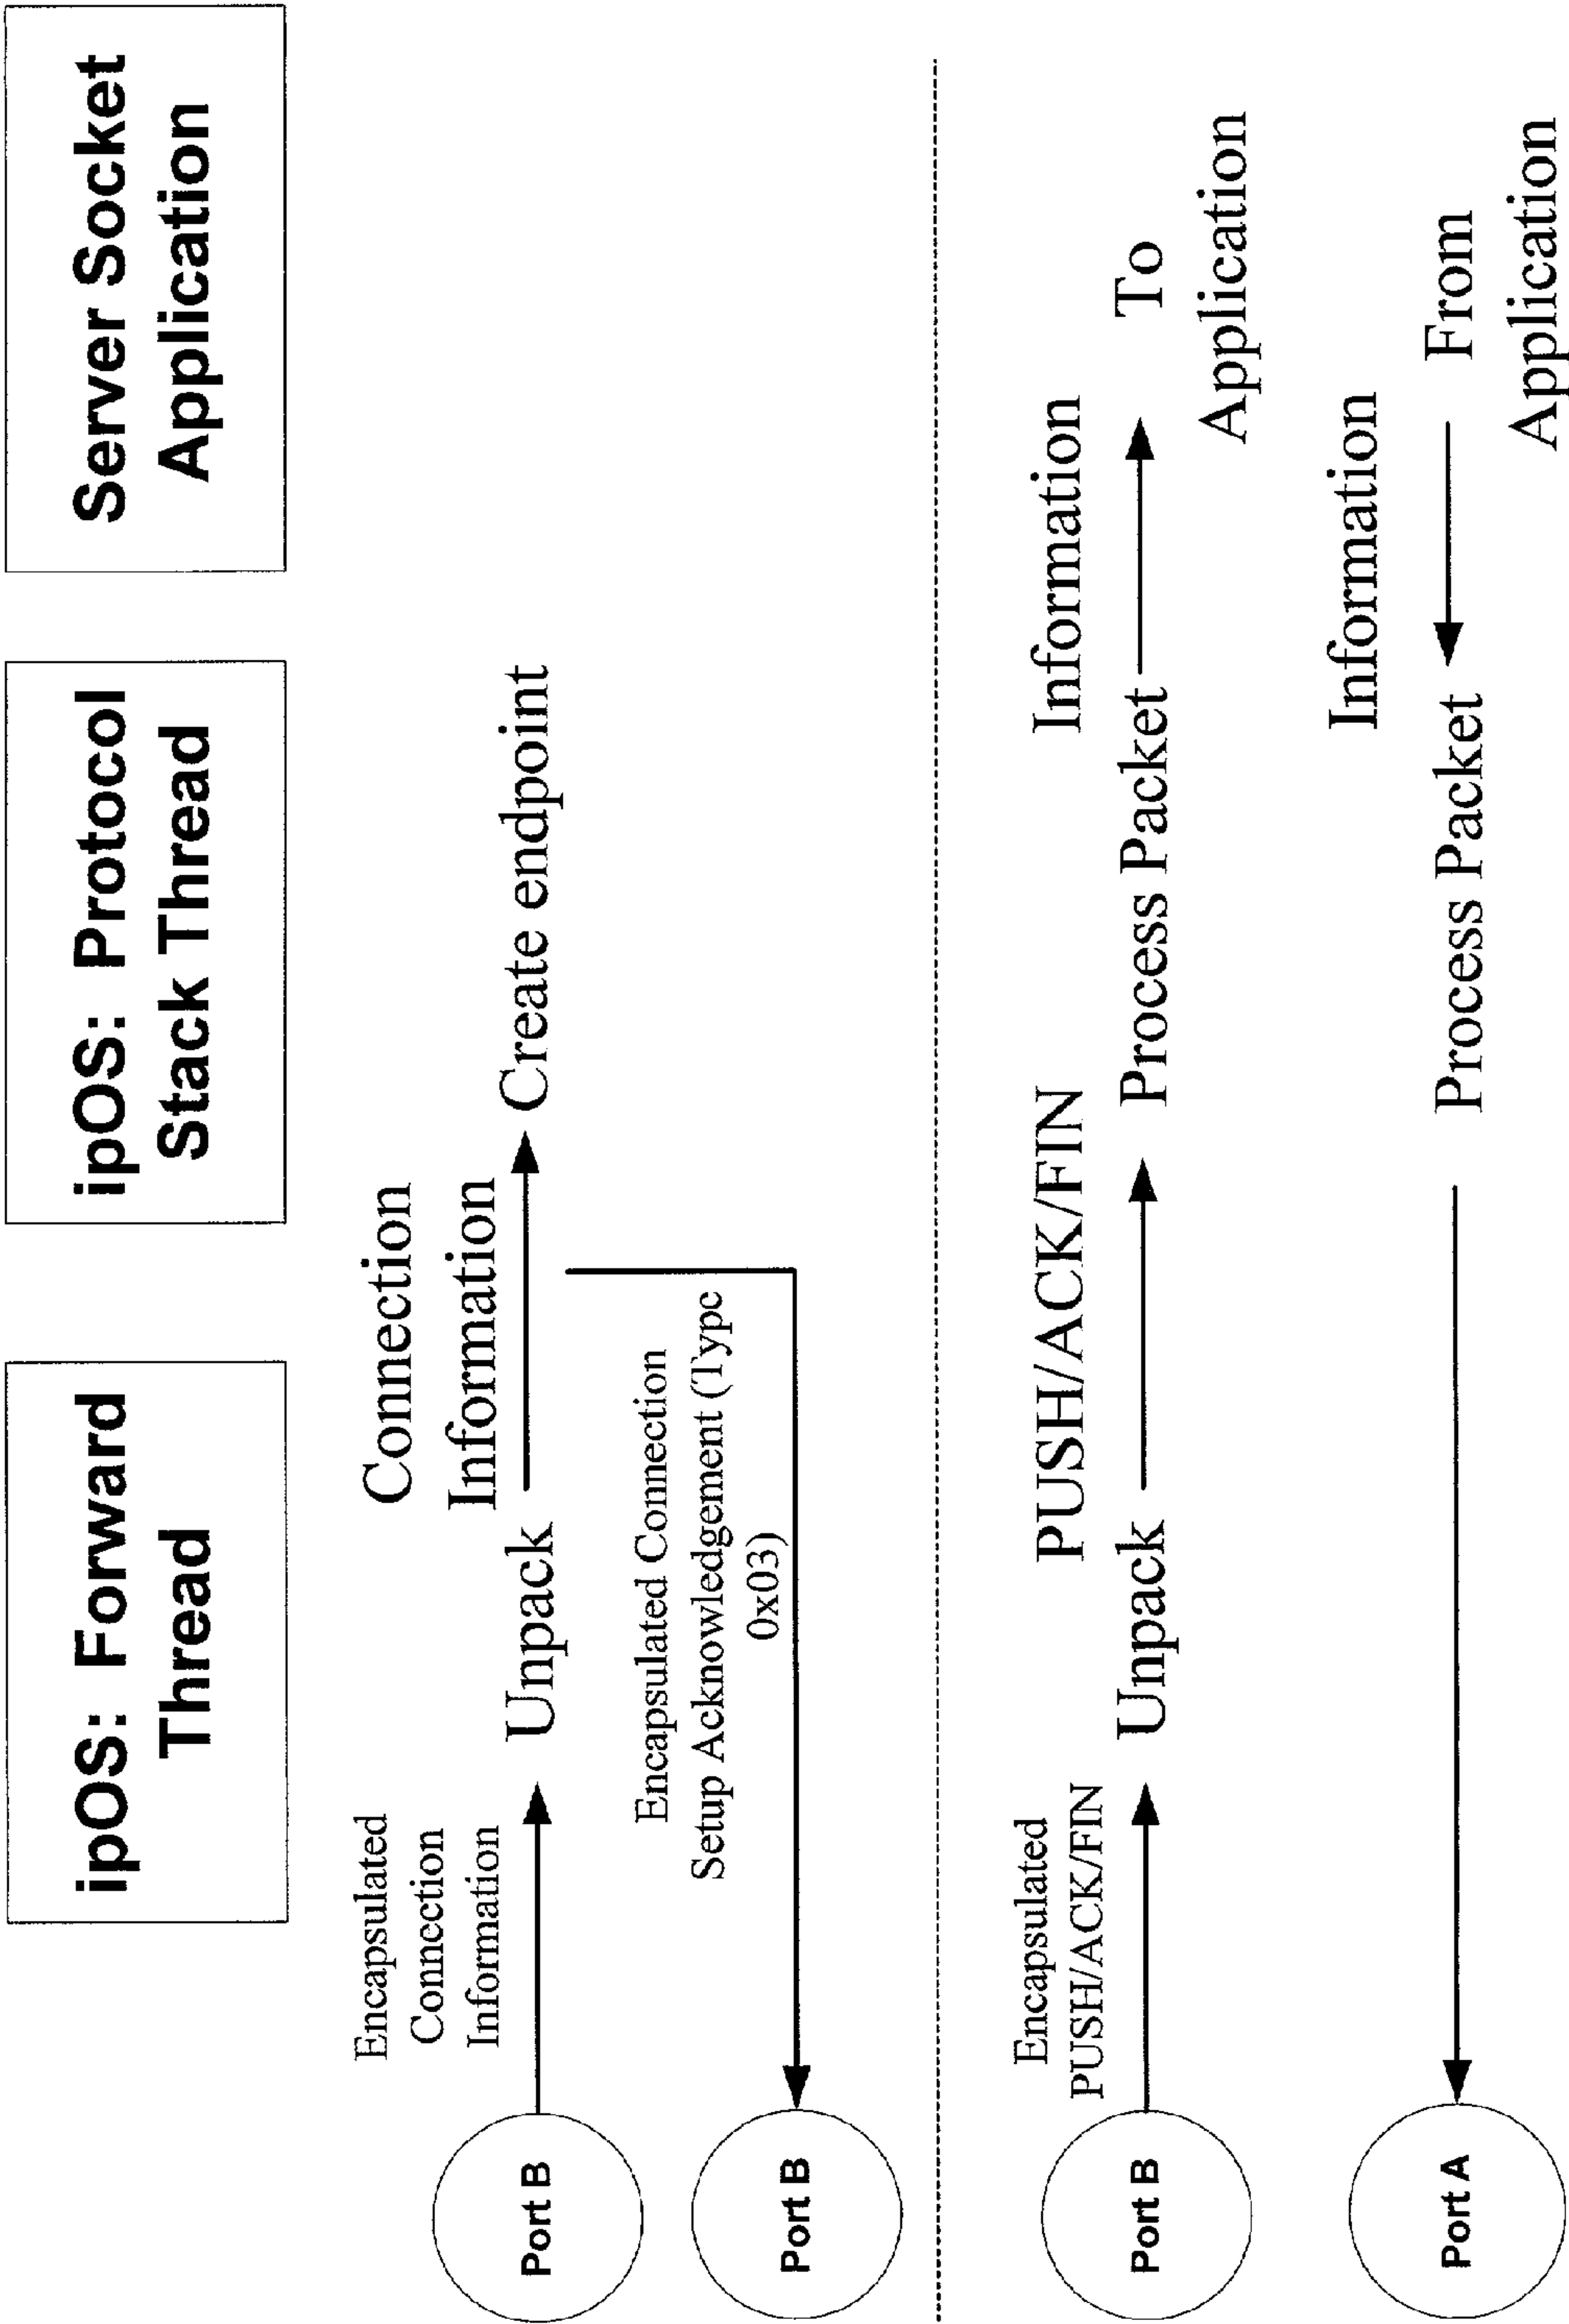 ipOS: Forward
Thread
ipOS: Protocol
Stack Thread
Server Socket
Application
Encapsulated
Connection
Information
Connection
Information
Port B
Unpack
Create endpoint
Encapsulated Connection
Setup Acknowledgement (Type
0x03)
Port B
Encapsulated
PUSH/ACK/FIN
PUSH/ACK/FIN
Information
Port B
Unpack
Process Packet
To
Application
Information
Port A
Process Packet
From
Application